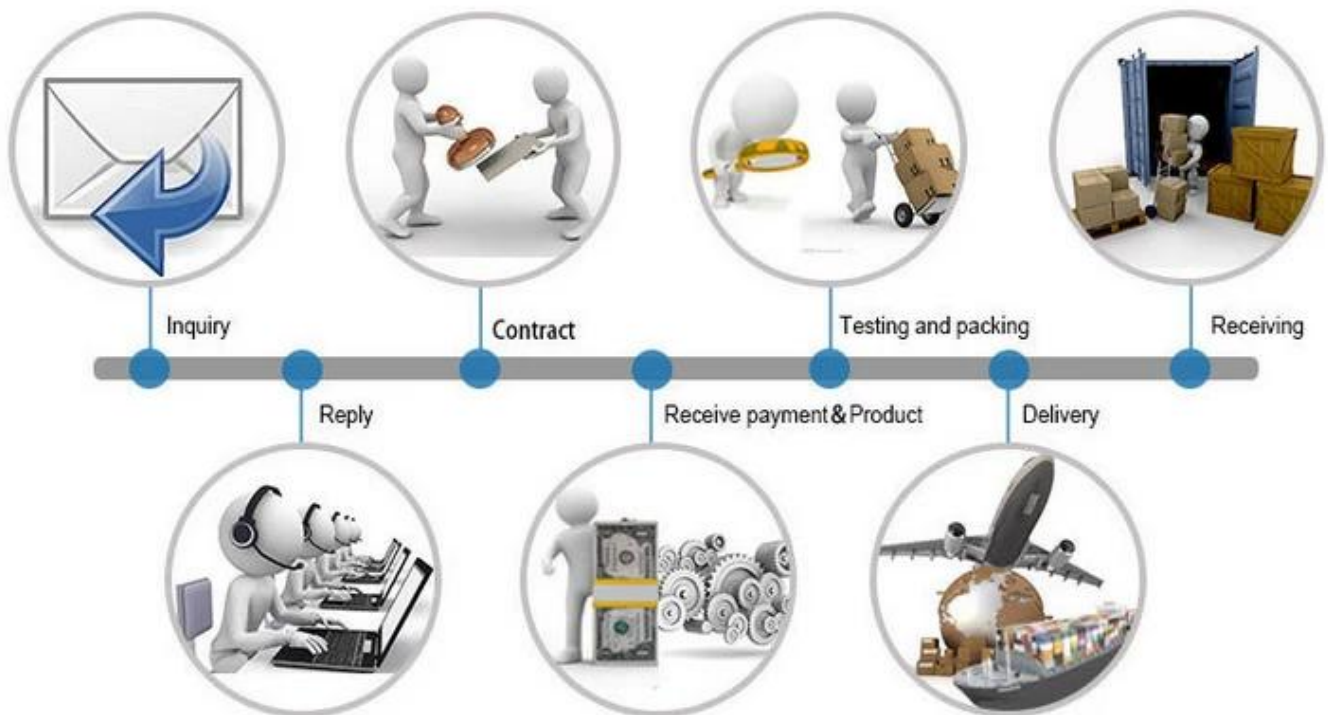 Inquiry
Contract
Testing and packing
Receiving
Reply
Receive payment & Product
Delivery